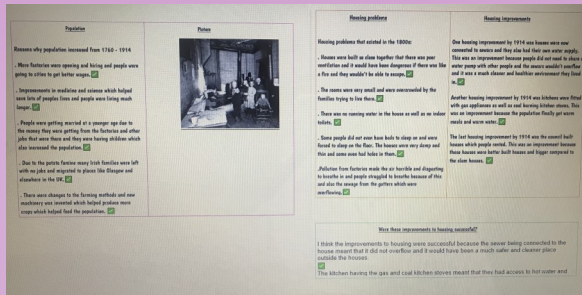 Population
Picture
Reasons why population increased from 1760 - 1914
. More factories were opening and hiring and people were
going to cities to get better wages.
. Improvements in medicine and science which helped
save lots of peoples lives and people were living much
longer.
. People were getting married at a younger age due to
the money they were getting from the factories and other
jobs that were there and they were having children which
also increased the population.
. Due to the potato famine many Irish families were left
with no jobs and migrated to places like Glasgow and
elsewhere in the UK.
. There were changes to the farming methods and new
machinery was invented which helped produce more
crops which helped feed the population.
Housing problems
Housing problems that existed in the 1800s:
. Houses were built so close together that there was poor
ventilation and it would have been dangerous if there was like
a fire and they wouldn't be able to escape.
. The rooms were very small and were overcrowded by the
families trying to live there.
. There was no running water in the house as well as no indoor
toilets.
. Some people did not even have beds to sleep on and were
forced to sleep on the floor. The houses were very damp and
thin and some even had holes in them.
.Pollution from factories made the air horrible and disgusting
to breathe in and people struggled to breathe because of this
and also the sewage from the gutters which were
overflowing.
Housing improvements
One housing improvement by 1914 was houses were now
connected to sewers and they also had their own water supply.
This was an improvement because people did not need to share a
water pump with other people and the sewers wouldn't overflow
and it was a much cleaner and healthier environment they lived
in.
Another housing improvement by 1914 was kitchens were fitted
with gas appliances as well as coal burning kitchen stoves. This
was an improvement because the population finally got warm
meals and warm water.
The last housing improvement by 1914 was the council built
houses which people rented. This was an improvement because
these houses were better built houses and bigger compared to
the slum houses.
Were these improvements to housing successful?
I think the improvements to housing were successful because the sewer being connected to the
house meant that it did not overflow and it would have been a much safer and cleaner place
outside the houses
The kitchen having the gas and coal kitchen stoves meant that they had access to hot water and